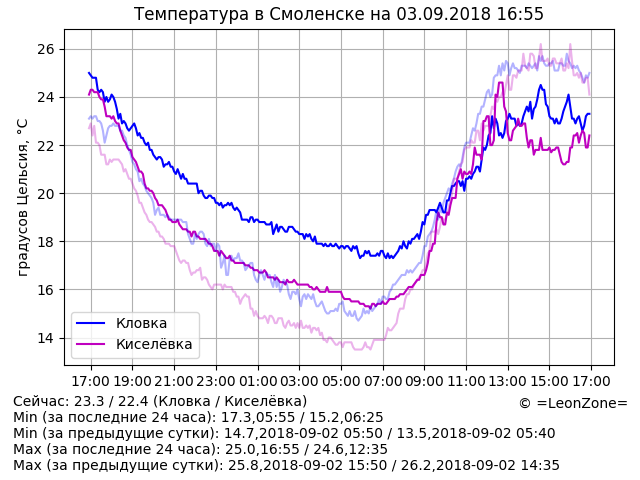 Температура в Смоленске на 03.09.2018 16:55
градусов Цельсия, °C
26
24
22
20
18
16
14
Кловка
Киселёвка
17:00 19:00 21:00 23:00 01:00 03:00 05:00 07:00 09:00 11:00 13:00 15:00 17:00
Сейчас: 23.3 / 22.4 (Кловка / Киселёвка)
© =LeonZone=
Min (за последние 24 часа): 17.3,05:55 / 15.2,06:25
Min (за предыдущие сутки): 14.7,2018-09-02 05:50 / 13.5,2018-09-02 05:40
Max (за последние 24 часа): 25.0,16:55 / 24.6,12:35
Max (за предыдущие сутки): 25.8,2018-09-02 15:50 / 26.2,2018-09-02 14:35